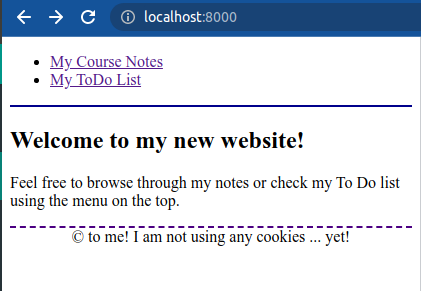 localhost:8000
My Course Notes
My ToDo List
Welcome to my new website!
Feel free to browse through my notes or check my To Do list
using the menu on the top.
© to me! I am not using any cookies ... yet!